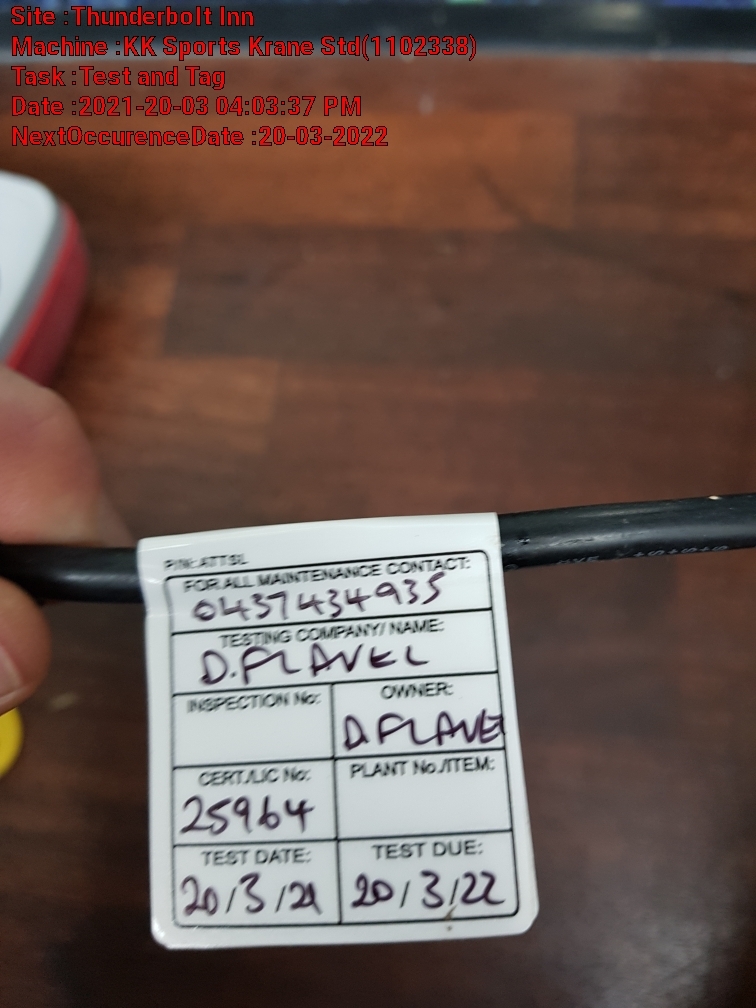 Site :Thunderbolt Inn
Machine :KK Sports Krane Std(1102338)
Task :Test and Tag
Date :2021-20-03 04:03:37 PM
NextOccurenceDate :20-03-2022
P/N: ATTSL
FOR ALL MAINTENANCE CONTACT:
0437434935
TESTING COMPANY/ NAME:
D.FLAVEL
INSPECTION No:
OWNER:
D.FLAVEL
CERT./LIC No:
25964
PLANT No./ITEM:
TEST DATE:
20/3/21
TEST DUE:
20/3/22